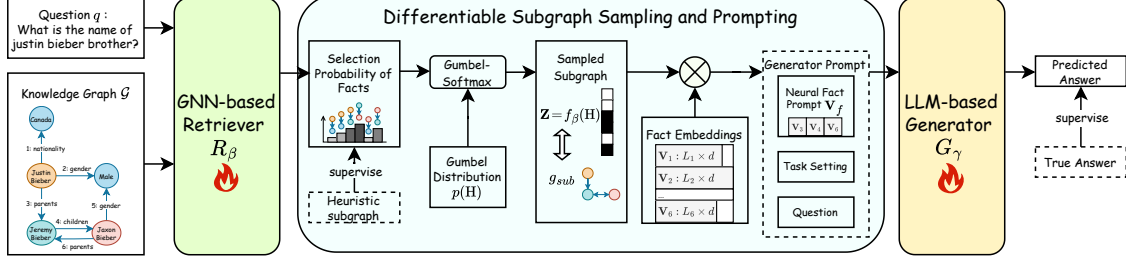 Question q :
What is the name of
justin bieber brother?
Knowledge Graph 𝒢
Canada
1: nationality
Justin
Bieber
2: gender
Male
3: parents
5: gender
4: children
Jeremy
Bieber
Jaxon
Bieber
6: parents
GNN-based
Retriever
R_β
Differentiable Subgraph Sampling and Prompting
Selection
Probability of
Facts
supervise
Heuristic
subgraph
Gumbel-
Softmax
Gumbel
Distribution
p(H)
Sampled
Subgraph
Z = f_β(H)
g_sub
Fact Embeddings
V_1 : L_1 × d
V_2 : L_2 × d
...
V_6 : L_6 × d
Generator Prompt
Neural Fact
Prompt V_f
V_3 V_4 V_6
Task Setting
Question
LLM-based
Generator
G_γ
Predicted
Answer
supervise
True Answer